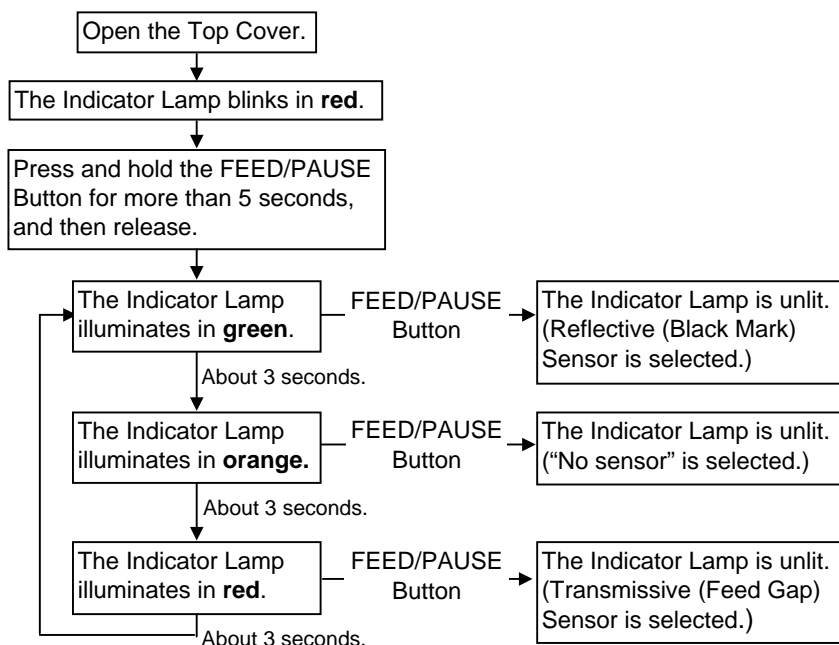 Open the Top Cover.
The Indicator Lamp blinks in red.
Press and hold the FEED/PAUSE
Button for more than 5 seconds,
and then release.
The Indicator Lamp
illuminates in green.
FEED/PAUSE
Button
The Indicator Lamp is unlit.
(Reflective (Black Mark)
Sensor is selected.)
About 3 seconds.
The Indicator Lamp
illuminates in orange.
FEED/PAUSE
Button
The Indicator Lamp is unlit.
(“No sensor” is selected.)
About 3 seconds.
The Indicator Lamp
illuminates in red.
FEED/PAUSE
Button
The Indicator Lamp is unlit.
(Transmissive (Feed Gap)
Sensor is selected.)
About 3 seconds.